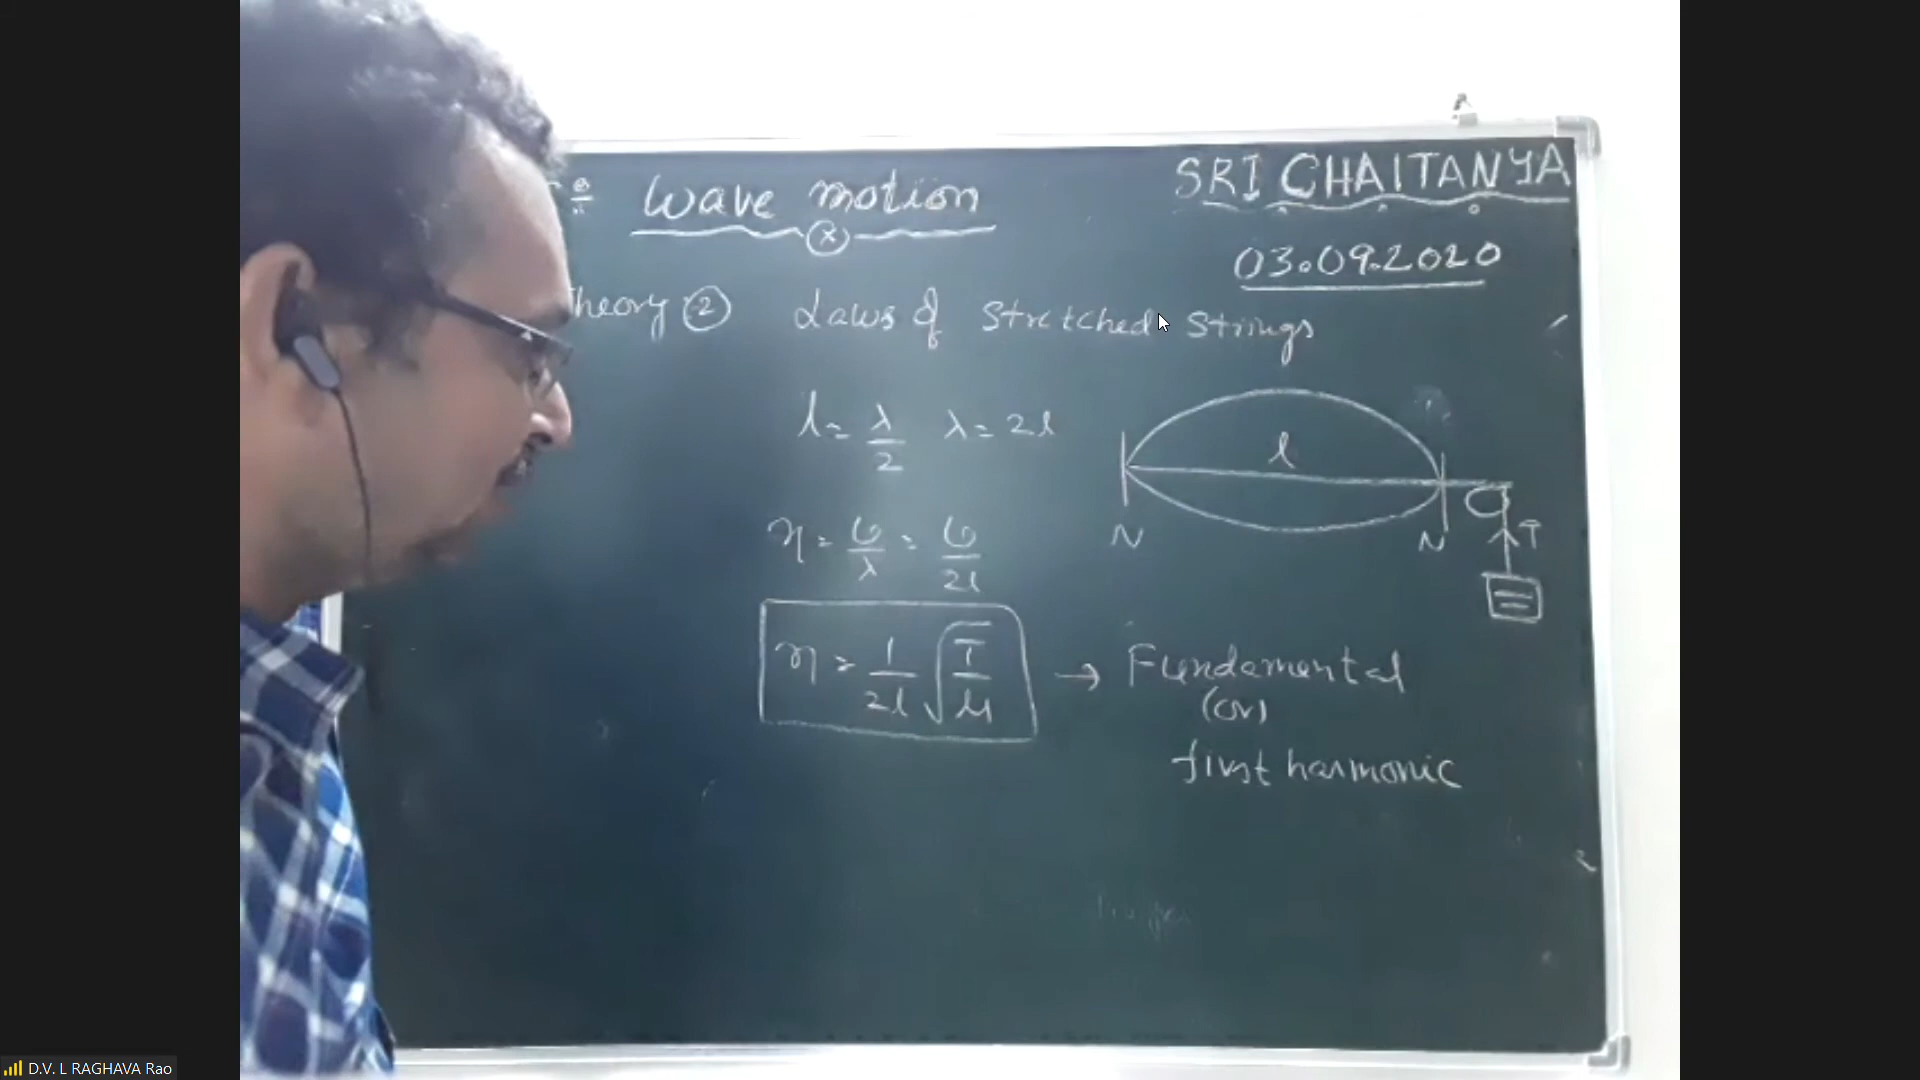 Wave motion
SRI CHAITANYA
03.09.2020
Theory 2 Laws of Stretched Strings
l = λ/2 λ = 2l
l
N N T
η = υ/λ = υ/2l
η = 1/2l √T/μ → Fundamental
(or)
first harmonic
D.V. L RAGHAVA Rao